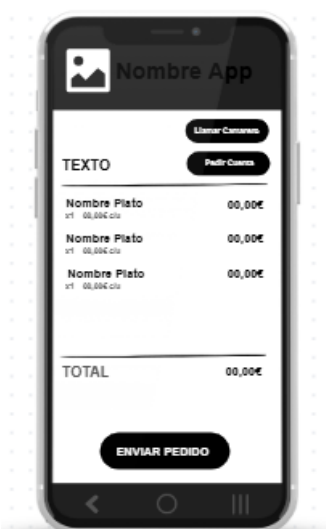 Nombre App
Llamar Camarero
TEXTO
Pedir Cuenta
Nombre Plato 00,00€
x1 00,00€ c/u
Nombre Plato 00,00€
x1 00,00€ c/u
Nombre Plato 00,00€
x1 00,00€ c/u
TOTAL 00,00€
ENVIAR PEDIDO